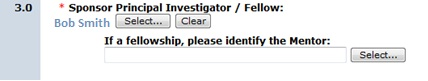 3.0 * Sponsor Principal Investigator / Fellow:
Bob Smith Select... Clear
If a fellowship, please identify the Mentor:
Select...